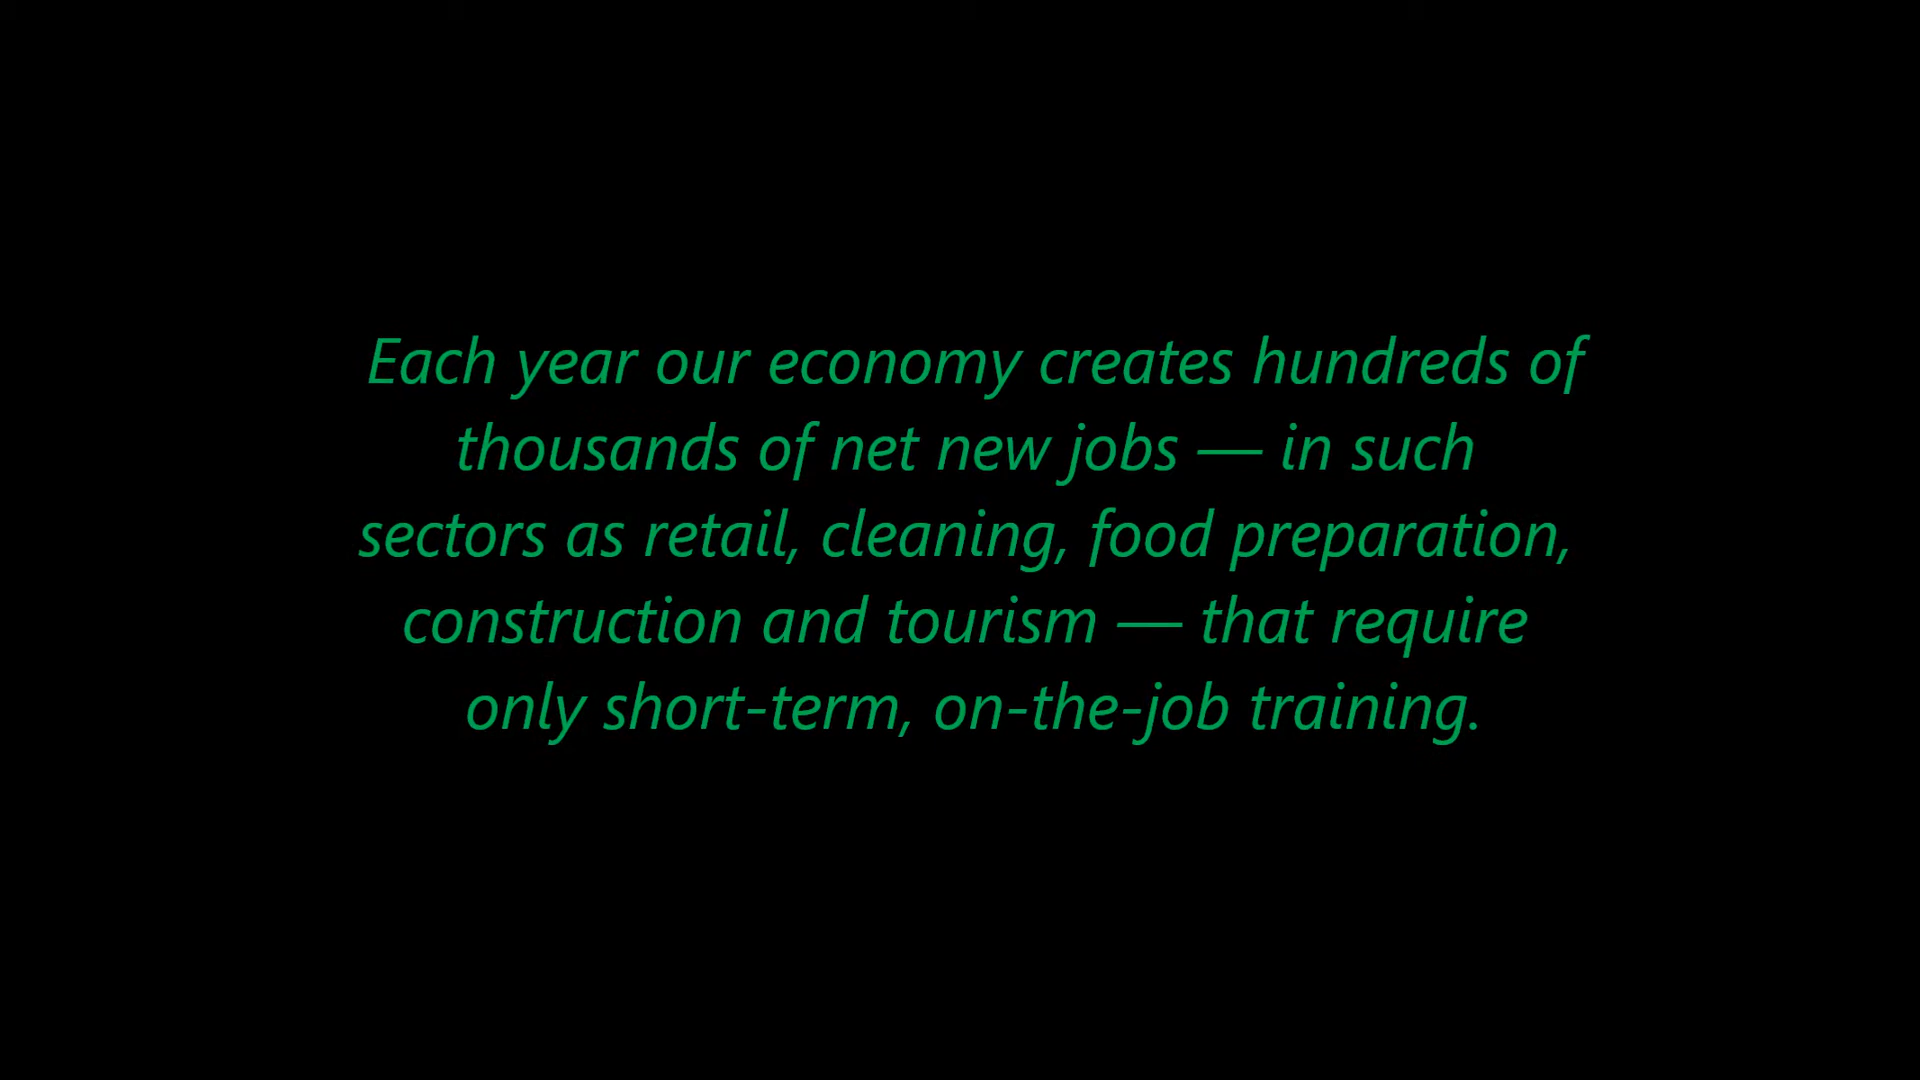 Each year our economy creates hundreds of
thousands of net new jobs — in such
sectors as retail, cleaning, food preparation,
construction and tourism — that require
only short-term, on-the-job training.